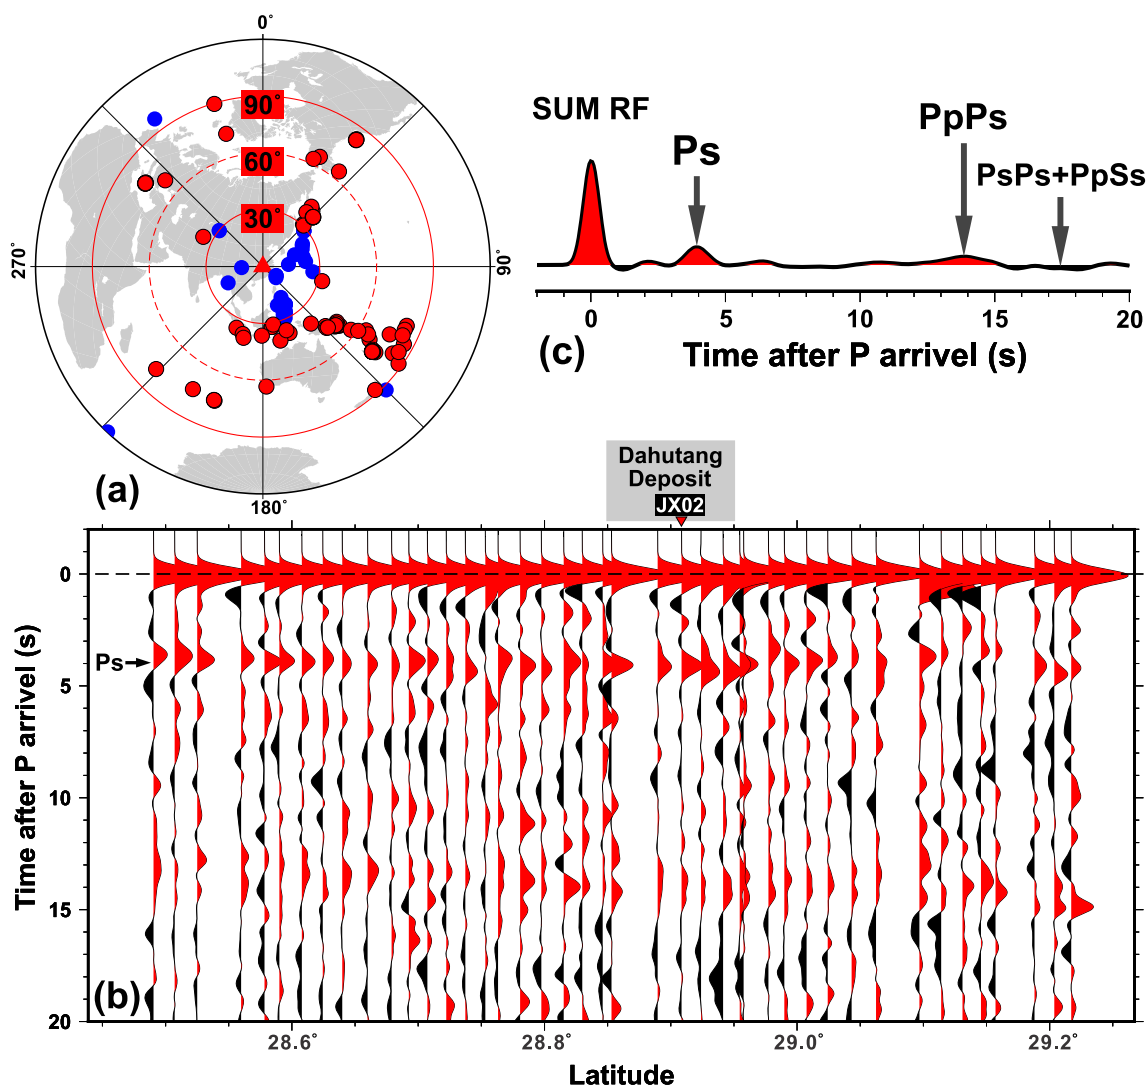 0°
90°
60°
30°
270°
90°
180°
(a)
SUM RF
Ps
PpPs
PsPs+PpSs
0
5
10
15
20
(c)
Time after P arrivel (s)
Dahutang
Deposit
JX02
0
Ps
5
10
15
20
Time after P arrivel (s)
(b)
28.6°
28.8°
29.0°
29.2°
Latitude